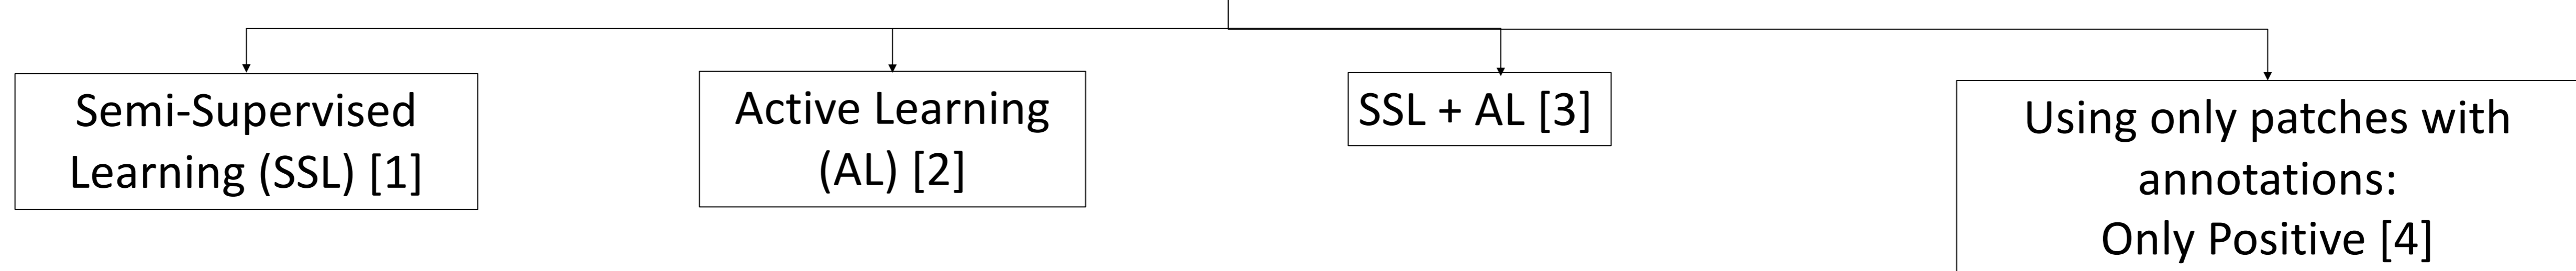 Semi-Supervised
Learning (SSL) [1]
Active Learning
(AL) [2]
SSL + AL [3]
Using only patches with
annotations:
Only Positive [4]